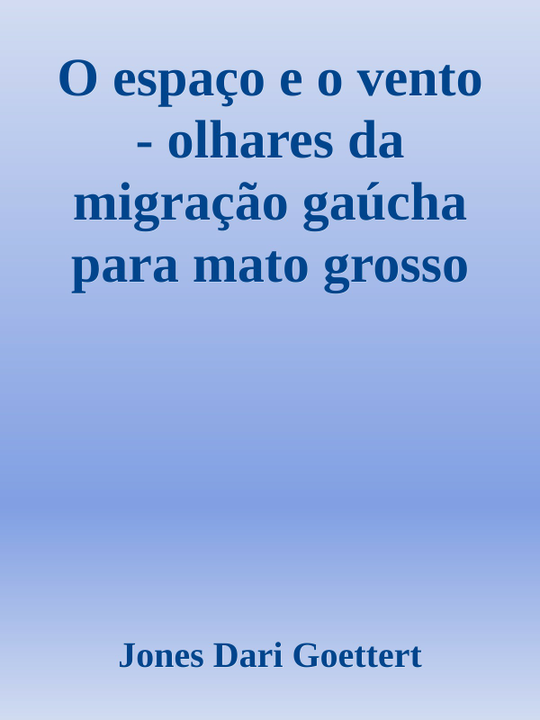 O espaço e o vento
- olhares da
migração gaúcha
para mato grosso
Jones Dari Goettert